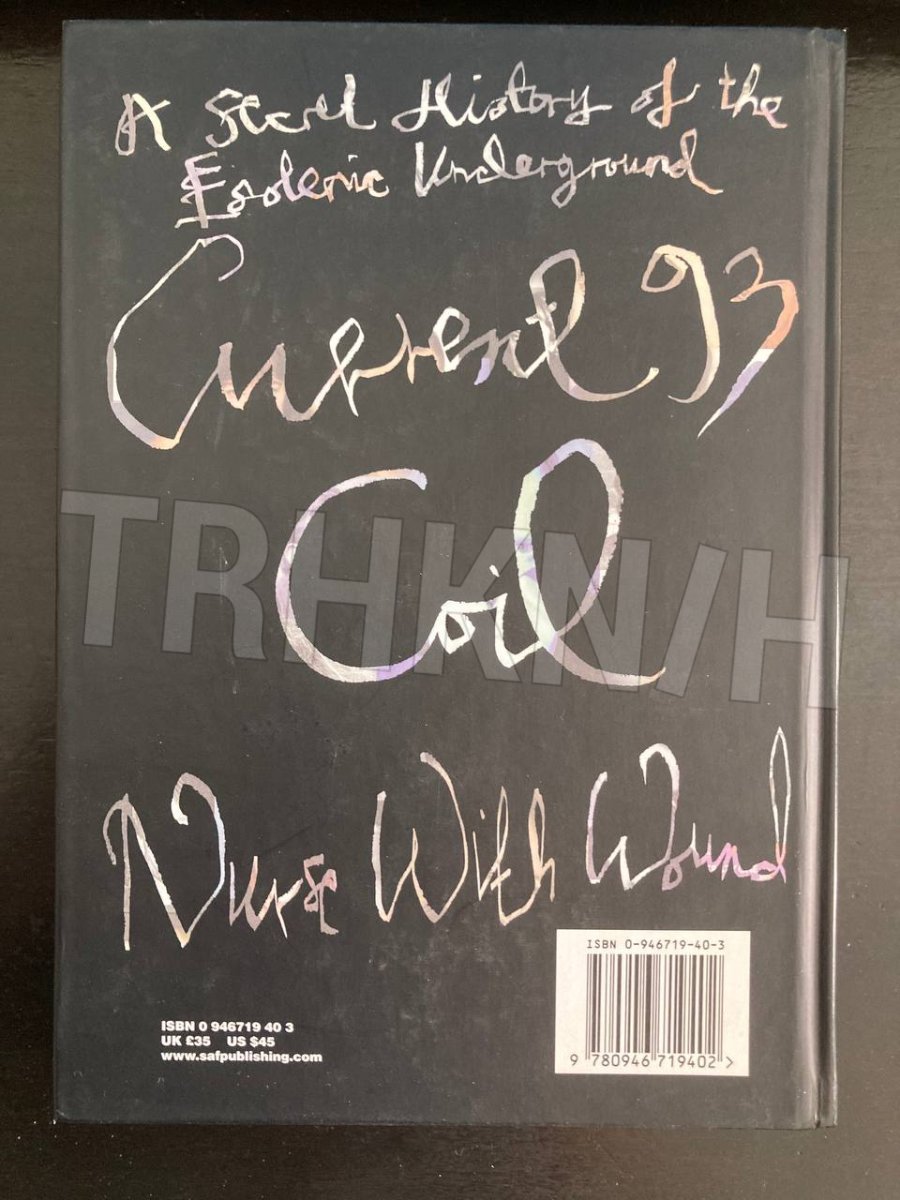 A Secret History of the
Esoteric Underground
Current 93
Coil
TRHKN/H
Nurse With Wound
ISBN 0-946719-40-3
9 780946 719402 >
ISBN 0 946719 40 3
UK £35 US $45
www.safpublishing.com